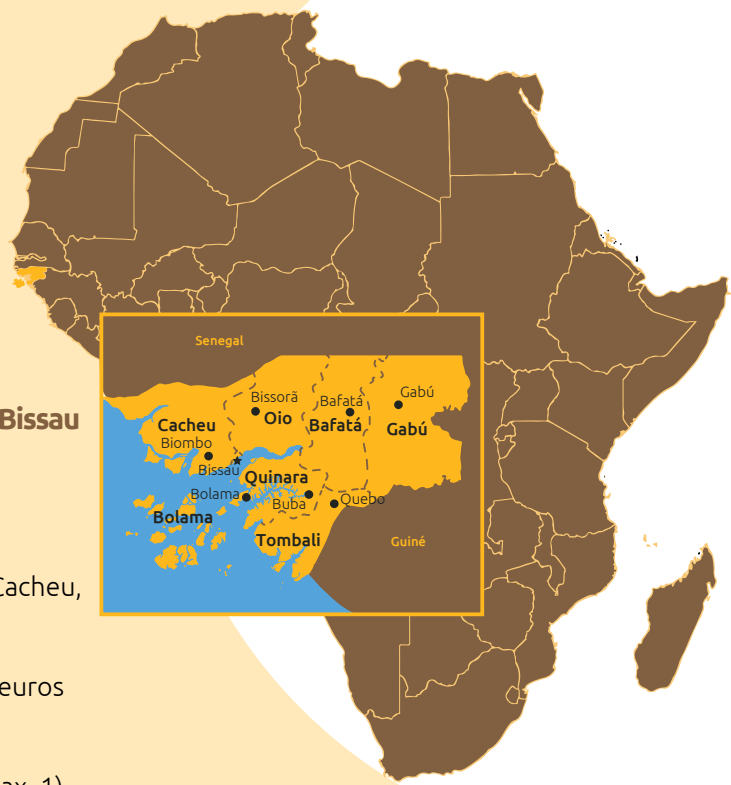 Bissau
Cacheu,
euros
Senegal
Bissorã
Bafatá
Gabú
Cacheu
Oio
Bafatá
Gabú
Biombo
Bissau
Quinara
Bolama
Buba
Quebo
Bolama
Tombali
Guiné